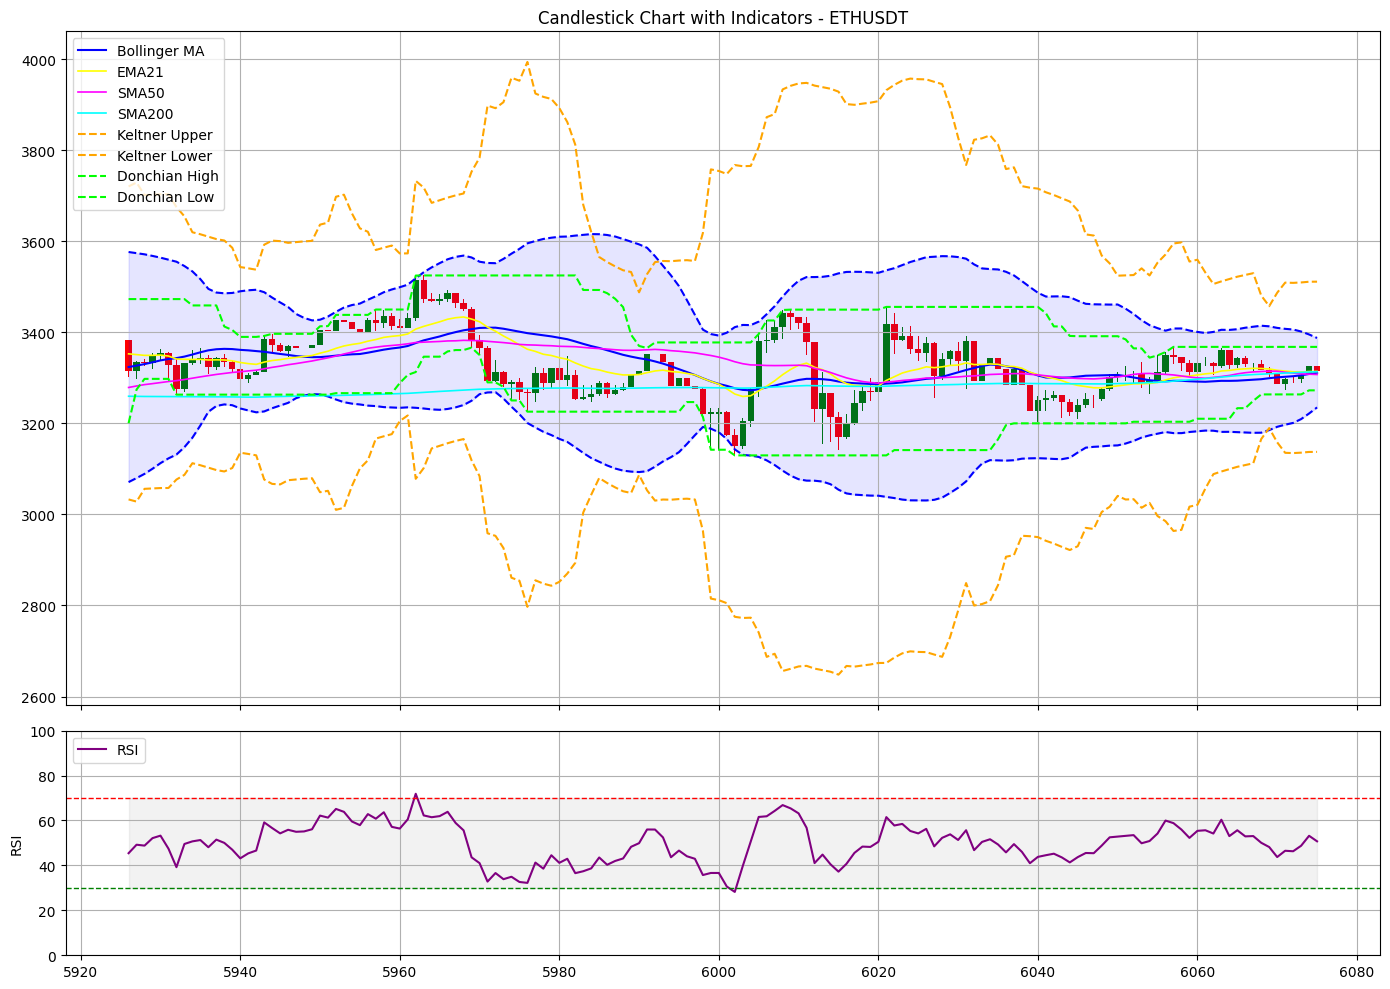 Candlestick Chart with Indicators - ETHUSDT
Bollinger MA
EMA21
SMA50
SMA200
Keltner Upper
Keltner Lower
Donchian High
Donchian Low
4000
3800
3600
3400
3200
3000
2800
2600
RSI
100
80
60
40
20
0
RSI
5920 5940 5960 5980 6000 6020 6040 6060 6080